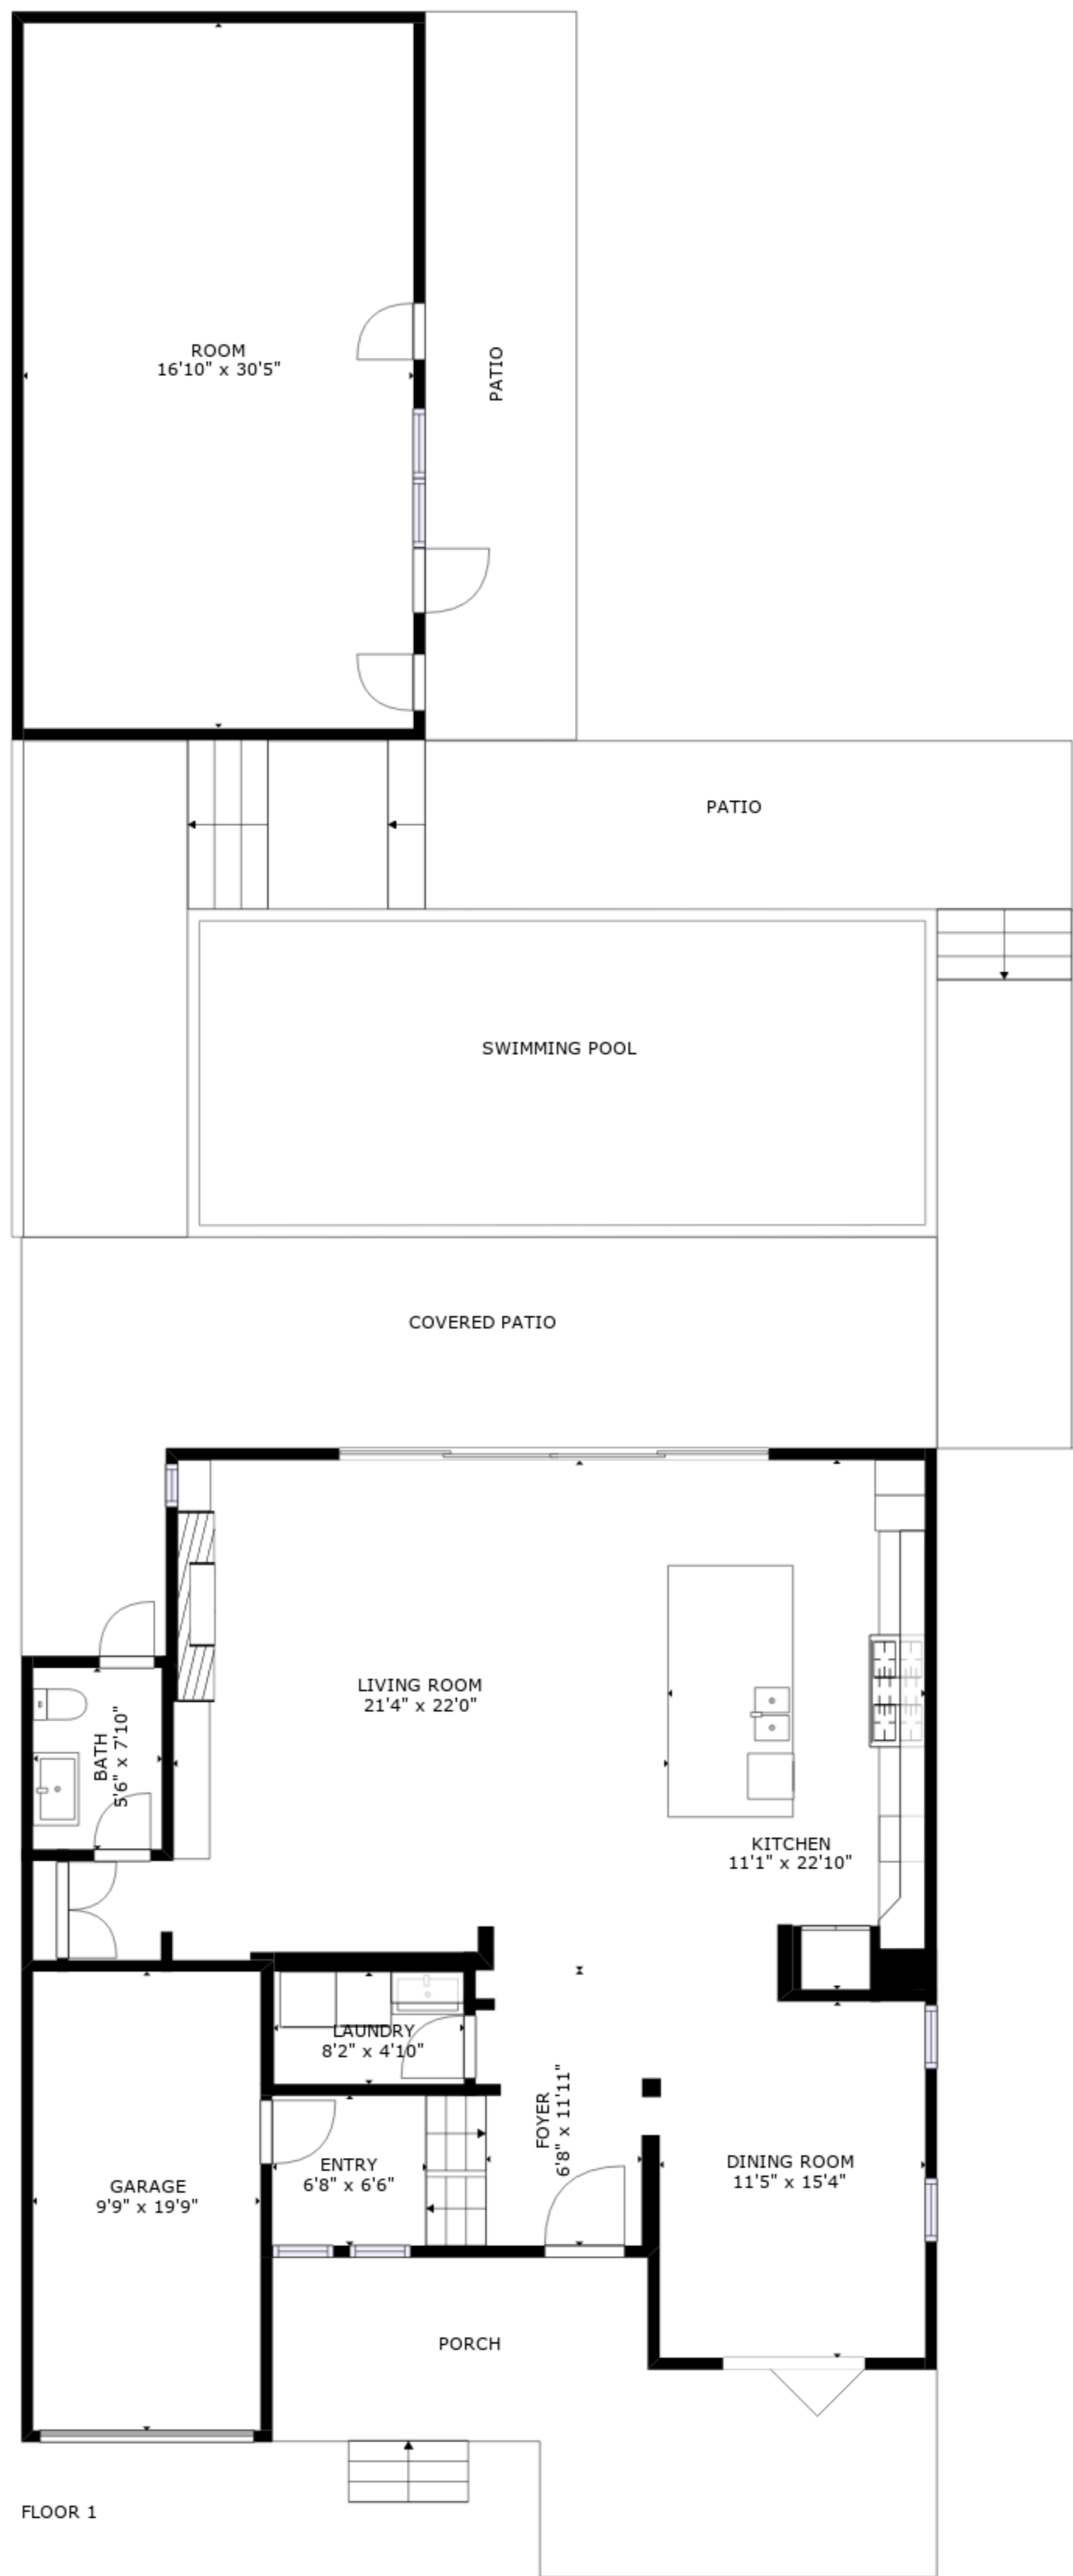 ROOM
16'10" x 30'5"
PATIO
PATIO
SWIMMING POOL
COVERED PATIO
LIVING ROOM
21'4" x 22'0"
BATH
5'6" x 7'10"
KITCHEN
11'1" x 22'10"
LAUNDRY
8'2" x 4'10"
FOYER
6'8" x 11'11"
ENTRY
6'8" x 6'6"
DINING ROOM
11'5" x 15'4"
GARAGE
9'9" x 19'9"
PORCH
FLOOR 1